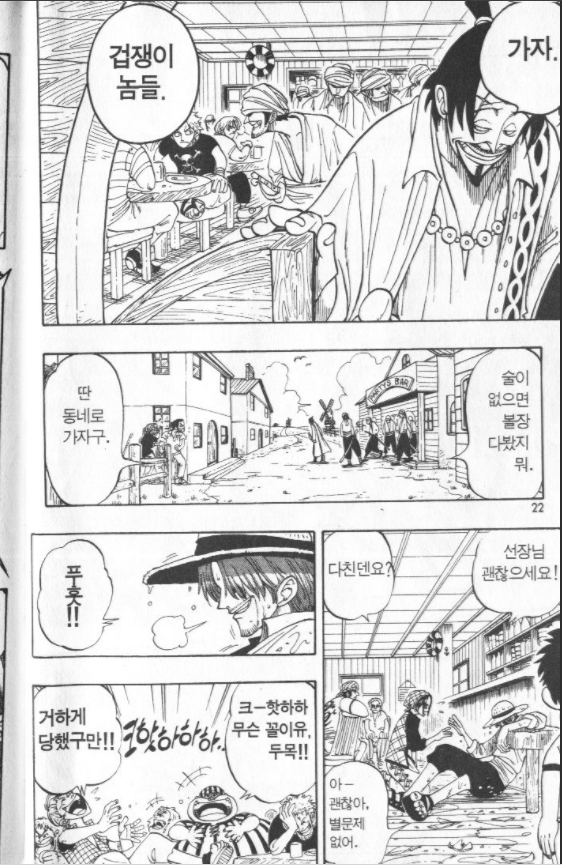 가자.
겁쟁이
놈들.
술이
없으면
볼장
다봤지
뭐.
PARTYS BAR
딴
동네로
가자구.
22
선장님
괜찮으세요!
다친덴요?
아–
괜찮아,
별문제
없어.
푸훗!!
크–핫하하
무슨 꼴이유,
두목!!
크핫하하하..
거하게
당했구만!!